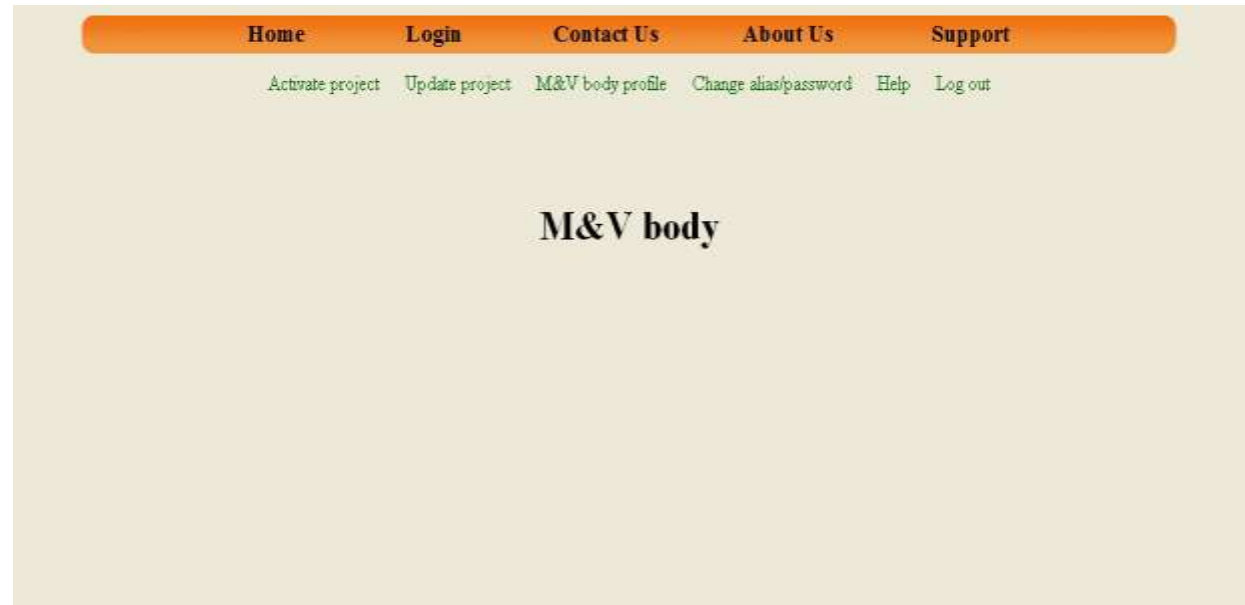 Home Login Contact Us About Us Support
Activate project Update project M&V body profile Change alias/password Help Log out
M&V body